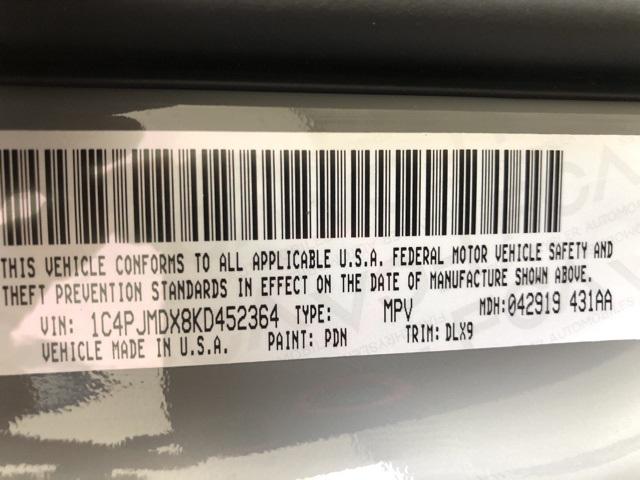 THIS VEHICLE CONFORMS TO ALL APPLICABLE U.S.A. FEDERAL MOTOR VEHICLE SAFETY AND
THEFT PREVENTION STANDARDS IN EFFECT ON THE DATE OF MANUFACTURE SHOWN ABOVE.
VIN: 1C4PJMDX8KD452364 TYPE: MPV MDH: 042919 431AA
VEHICLE MADE IN U.S.A. PAINT: PDN TRIM: DLX9